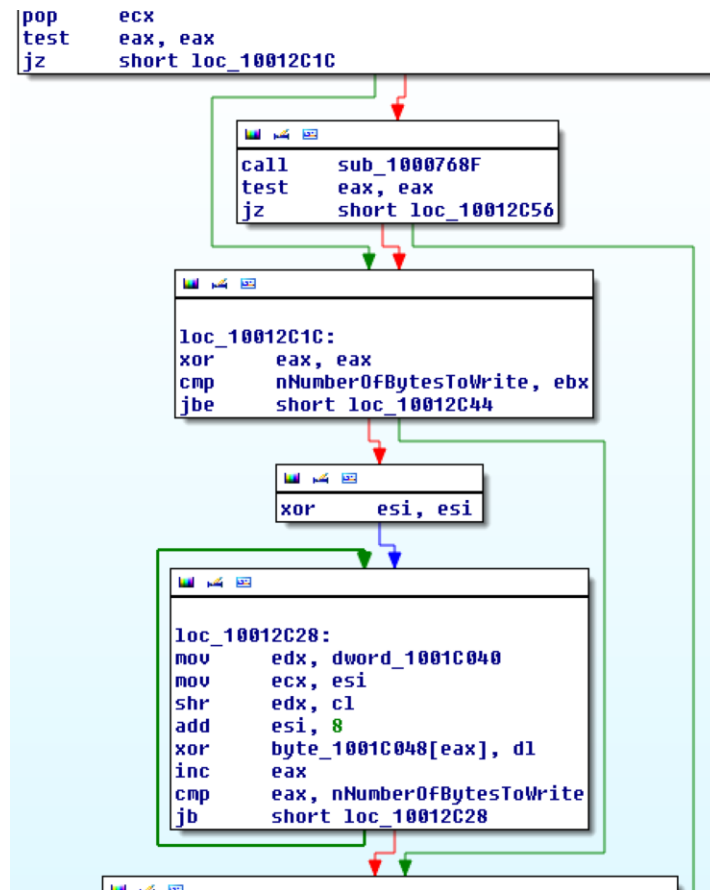 pop ecx
test eax, eax
jz short loc_10012C1C
call sub_1000768F
test eax, eax
jz short loc_10012C56
loc_10012C1C:
xor eax, eax
cmp nNumberOfBytesToWrite, ebx
jbe short loc_10012C44
xor esi, esi
loc_10012C28:
mov edx, dword_1001C040
mov ecx, esi
shr edx, cl
add esi, 8
xor byte_1001C048[eax], dl
inc eax
cmp eax, nNumberOfBytesToWrite
jb short loc_10012C28